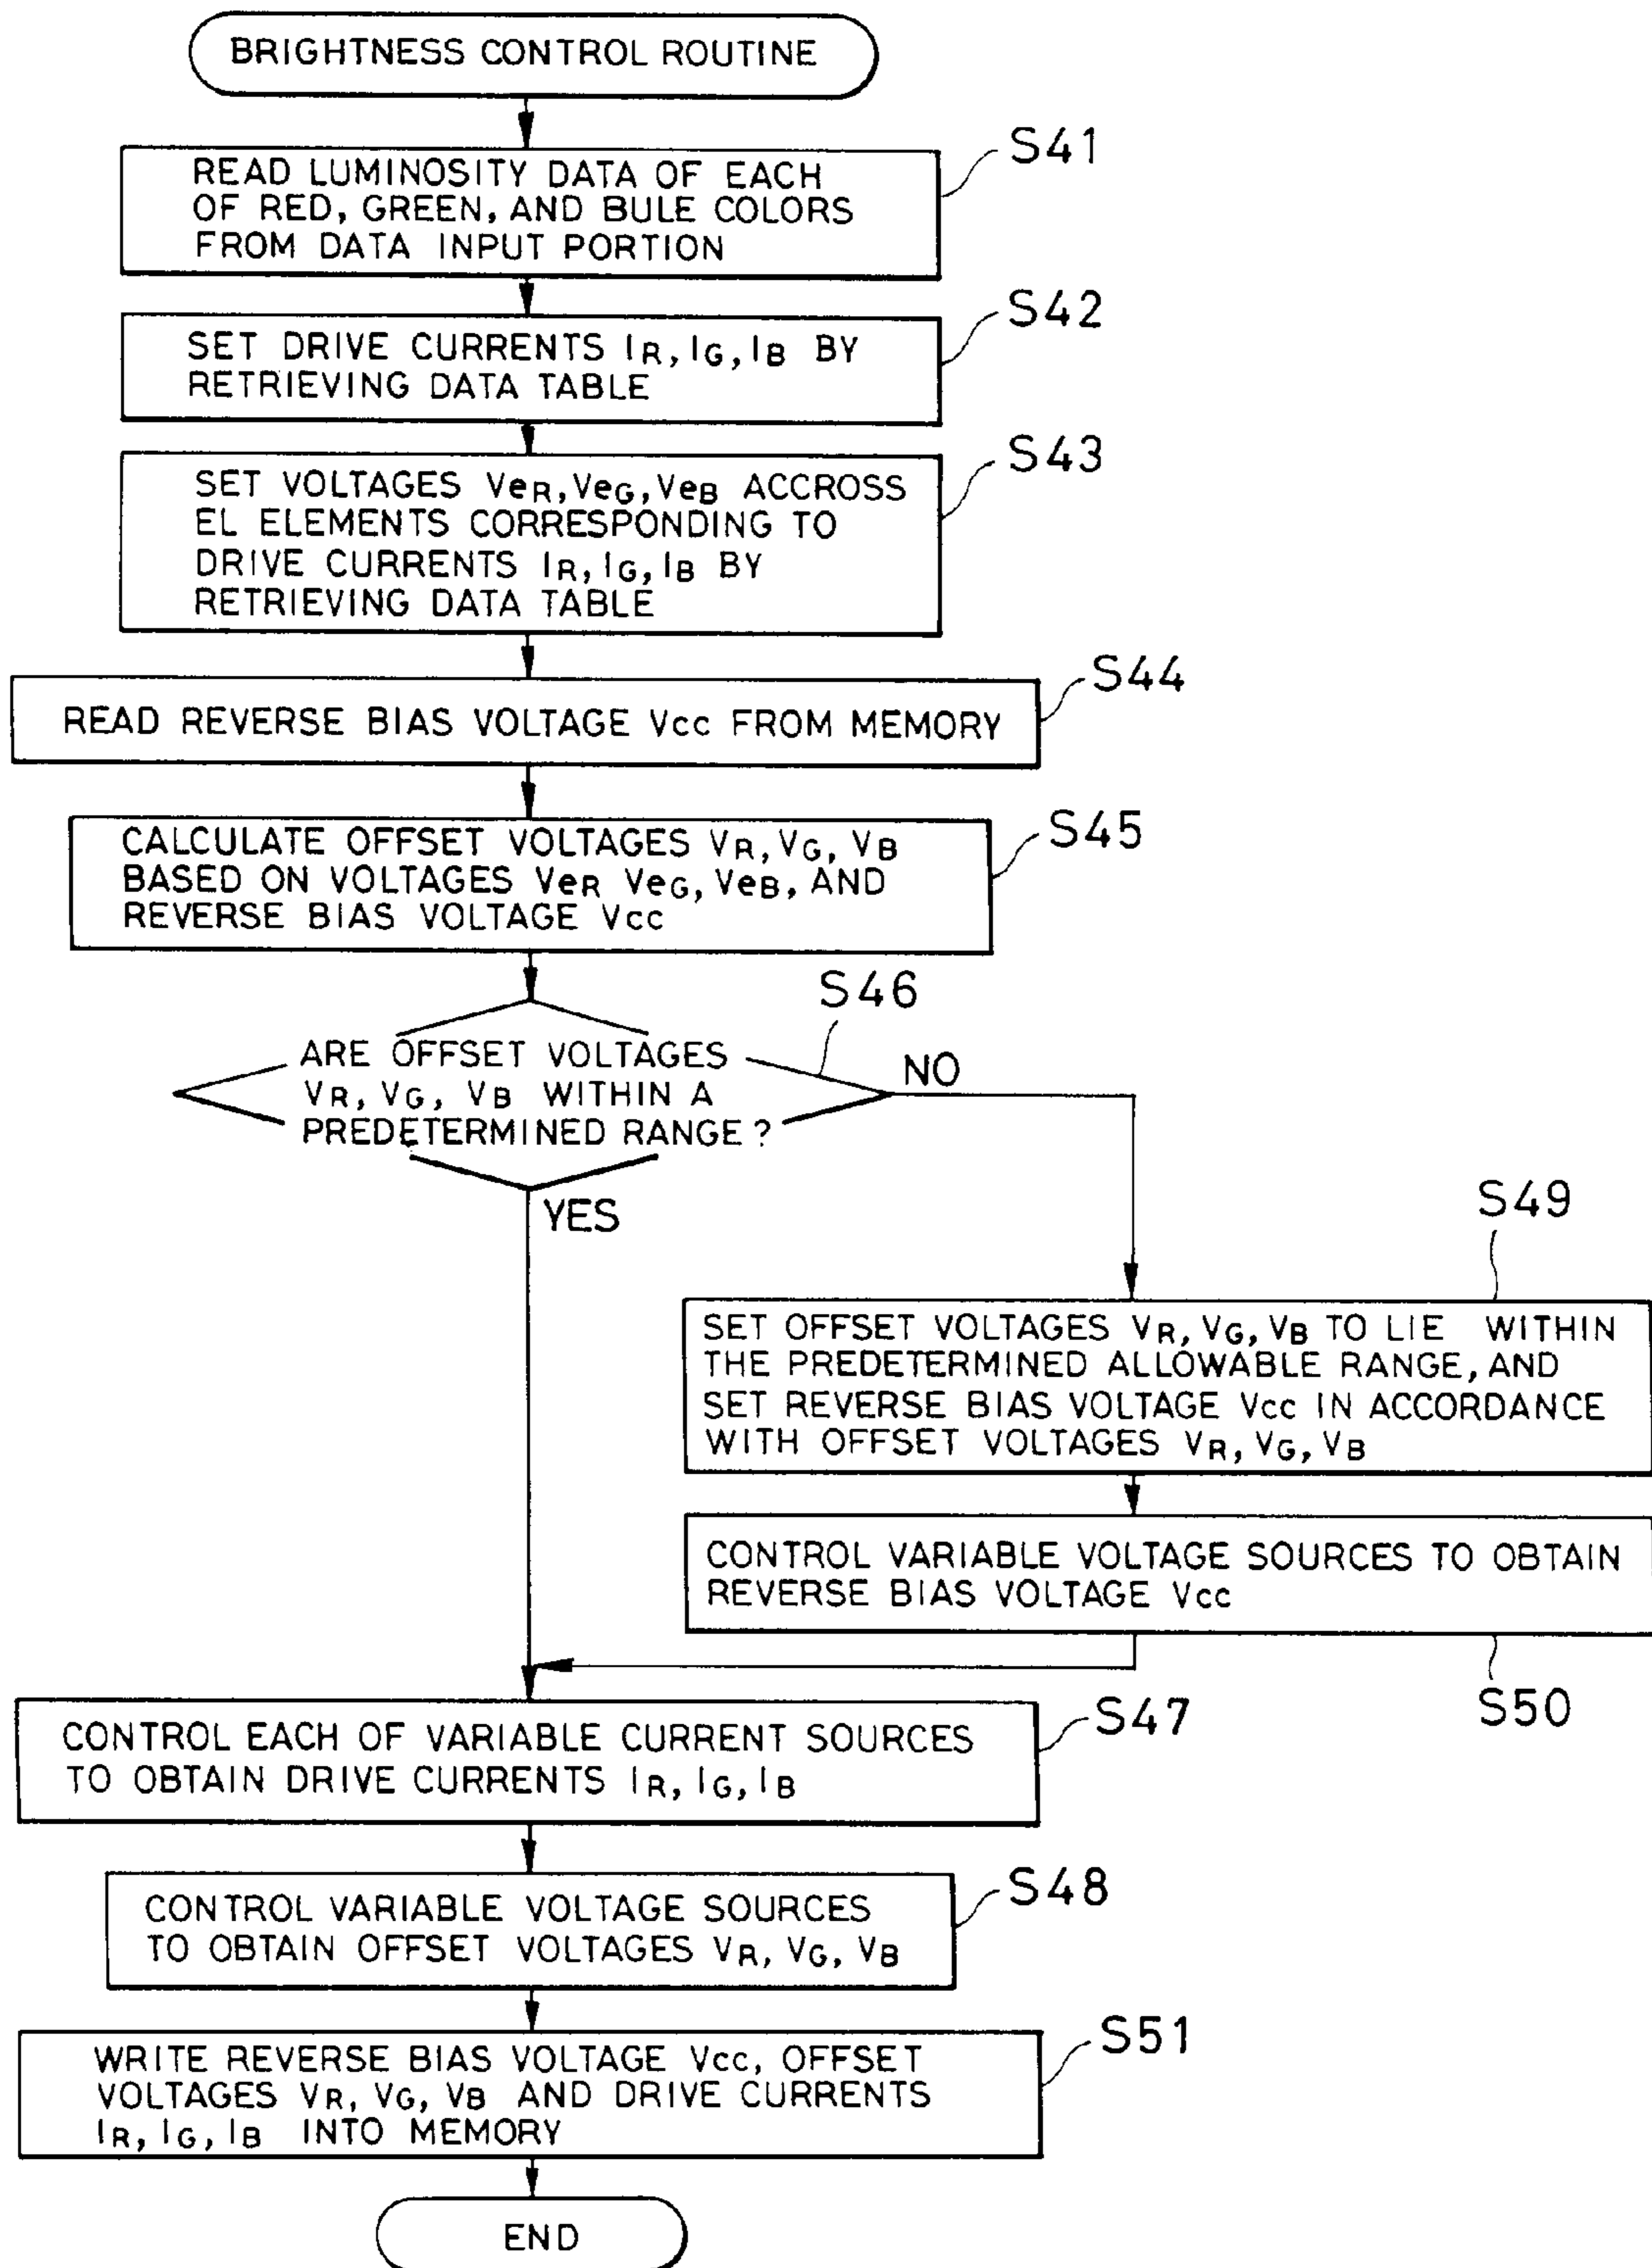 BRIGHTNESS CONTROL ROUTINE
S41
READ LUMINOSITY DATA OF EACH
OF RED, GREEN, AND BULE COLORS
FROM DATA INPUT PORTION
S42
SET DRIVE CURRENTS IR, IG, IB BY
RETRIEVING DATA TABLE
S43
SET VOLTAGES VeR, VeG, VeB ACCROSS
EL ELEMENTS CORRESPONDING TO
DRIVE CURRENTS IR, IG, IB BY
RETRIEVING DATA TABLE
S44
READ REVERSE BIAS VOLTAGE Vcc FROM MEMORY
S45
CALCULATE OFFSET VOLTAGES VR, VG, VB
BASED ON VOLTAGES VeR VeG, VeB, AND
REVERSE BIAS VOLTAGE Vcc
S46
ARE OFFSET VOLTAGES
VR, VG, VB WITHIN A
PREDETERMINED RANGE?
NO
YES
S49
SET OFFSET VOLTAGES VR, VG, VB TO LIE WITHIN
THE PREDETERMINED ALLOWABLE RANGE, AND
SET REVERSE BIAS VOLTAGE Vcc IN ACCORDANCE
WITH OFFSET VOLTAGES VR, VG, VB
CONTROL VARIABLE VOLTAGE SOURCES TO OBTAIN
REVERSE BIAS VOLTAGE Vcc
S50
S47
CONTROL EACH OF VARIABLE CURRENT SOURCES
TO OBTAIN DRIVE CURRENTS IR, IG, IB
S48
CONTROL VARIABLE VOLTAGE SOURCES
TO OBTAIN OFFSET VOLTAGES VR, VG, VB
S51
WRITE REVERSE BIAS VOLTAGE Vcc, OFFSET
VOLTAGES VR, VG, VB AND DRIVE CURRENTS
IR, IG, IB INTO MEMORY
END